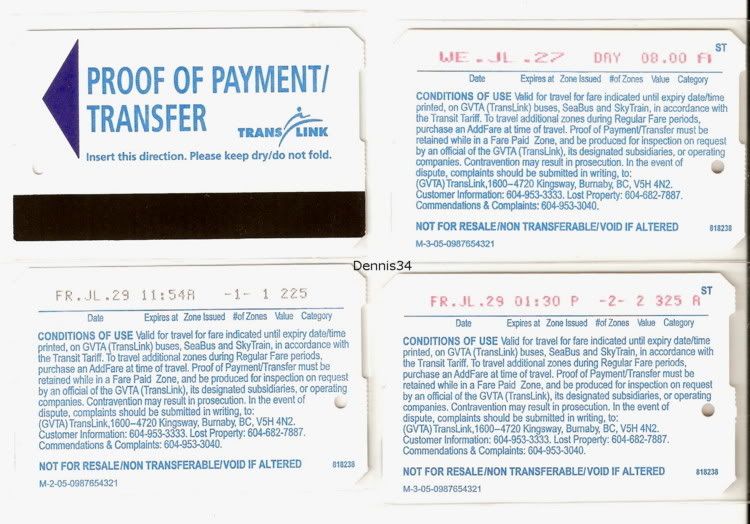 PROOF OF PAYMENT/
TRANSFER
TRANS LINK
Insert this direction. Please keep dry/do not fold.
ST
WE.JL.27 DAY 08.00 A
Date Expires at Zone Issued # of Zones Value Category
CONDITIONS OF USE Valid for travel for fare indicated until expiry date/time
printed, on GVTA (TransLink) buses, SeaBus and SkyTrain, in accordance with
the Transit Tariff. To travel additional zones during Regular Fare periods,
purchase an AddFare at time of travel. Proof of Payment/Transfer must be
retained while in a Fare Paid Zone, and be produced for inspection on request
by an official of the GVTA (TransLink), its designated subsidiaries, or operating
companies. Contravention may result in prosecution. In the event of
dispute, complaints should be submitted in writing, to:
(GVTA) TransLink,1600–4720 Kingsway, Burnaby, BC, V5H 4N2.
Customer Information: 604-953-3333. Lost Property: 604-682-7887.
Commendations & Complaints: 604-953-3040.
NOT FOR RESALE/NON TRANSFERABLE/VOID IF ALTERED 818238
M-3-05-0987654321
Dennis34
FR.JL.29 11:54A -1- 1 225
Date Expires at Zone Issued # of Zones Value Category
CONDITIONS OF USE Valid for travel for fare indicated until expiry date/time
printed, on GVTA (TransLink) buses, SeaBus and SkyTrain, in accordance with
the Transit Tariff. To travel additional zones during Regular Fare periods,
purchase an AddFare at time of travel. Proof of Payment/Transfer must be
retained while in a Fare Paid Zone, and be produced for inspection on request
by an official of the GVTA (TransLink), its designated subsidiaries, or operating
companies. Contravention may result in prosecution. In the event of
dispute, complaints should be submitted in writing, to:
(GVTA) TransLink,1600–4720 Kingsway, Burnaby, BC, V5H 4N2.
Customer Information: 604-953-3333. Lost Property: 604-682-7887.
Commendations & Complaints: 604-953-3040.
NOT FOR RESALE/NON TRANSFERABLE/VOID IF ALTERED 818238
M-2-05-0987654321
ST
FR.JL.29 01:30 P -2- 2 325 A
Date Expires at Zone Issued # of Zones Value Category
CONDITIONS OF USE Valid for travel for fare indicated until expiry date/time
printed, on GVTA (TransLink) buses, SeaBus and SkyTrain, in accordance with
the Transit Tariff. To travel additional zones during Regular Fare periods,
purchase an AddFare at time of travel. Proof of Payment/Transfer must be
retained while in a Fare Paid Zone, and be produced for inspection on request
by an official of the GVTA (TransLink), its designated subsidiaries, or operating
companies. Contravention may result in prosecution. In the event of
dispute, complaints should be submitted in writing, to:
(GVTA) TransLink,1600–4720 Kingsway, Burnaby, BC, V5H 4N2.
Customer Information: 604-953-3333. Lost Property: 604-682-7887.
Commendations & Complaints: 604-953-3040.
NOT FOR RESALE/NON TRANSFERABLE/VOID IF ALTERED 818238
M-3-05-0987654321